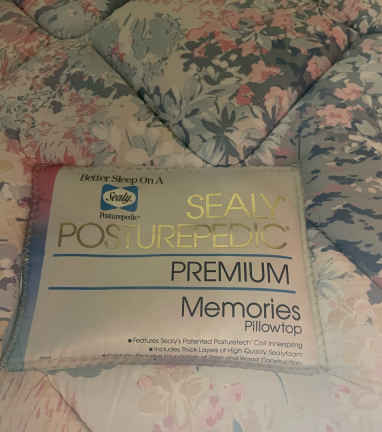 Better Sleep On A
Sealy
Posturepedic
SEALY
POSTUREPEDIC
PREMIUM
Memories
Pillowtop
■ Features Sealy's Patented Posturetech Coil Innerspring
■ Includes Thick Layers of High Quality Sealyfoam